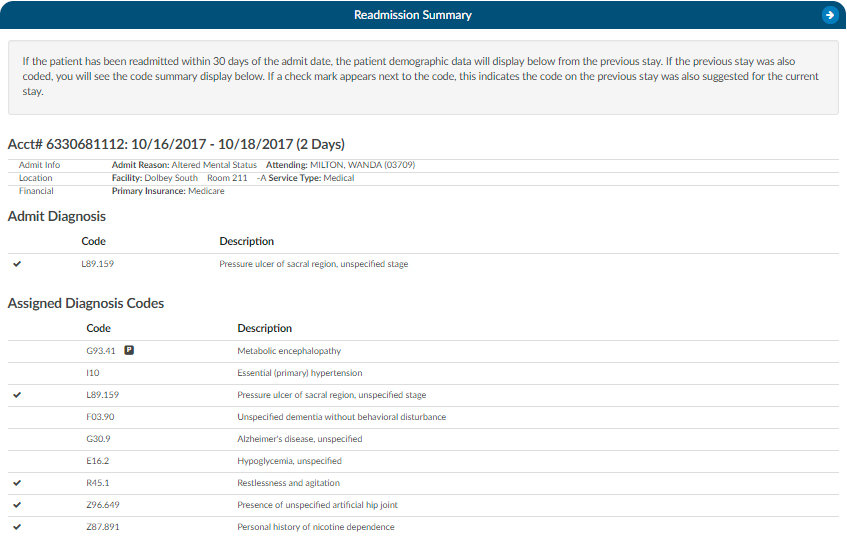 Readmission Summary
If the patient has been readmitted within 30 days of the admit date, the patient demographic data will display below from the previous stay. If the previous stay was also
coded, you will see the code summary display below. If a check mark appears next to the code, this indicates the code on the previous stay was also suggested for the current
stay.
Acct# 6330681112: 10/16/2017 - 10/18/2017 (2 Days)
Admit Info Admit Reason: Altered Mental Status Attending: MILTON, WANDA (03709)
Location Facility: Dolbey South Room 211 -A Service Type: Medical
Financial Primary Insurance: Medicare
Admit Diagnosis
Code Description
L89.159 Pressure ulcer of sacral region, unspecified stage
Assigned Diagnosis Codes
Code Description
G93.41 P Metabolic encephalopathy
I10 Essential (primary) hypertension
L89.159 Pressure ulcer of sacral region, unspecified stage
F03.90 Unspecified dementia without behavioral disturbance
G30.9 Alzheimer's disease, unspecified
E16.2 Hypoglycemia, unspecified
R45.1 Restlessness and agitation
Z96.649 Presence of unspecified artificial hip joint
Z87.891 Personal history of nicotine dependence